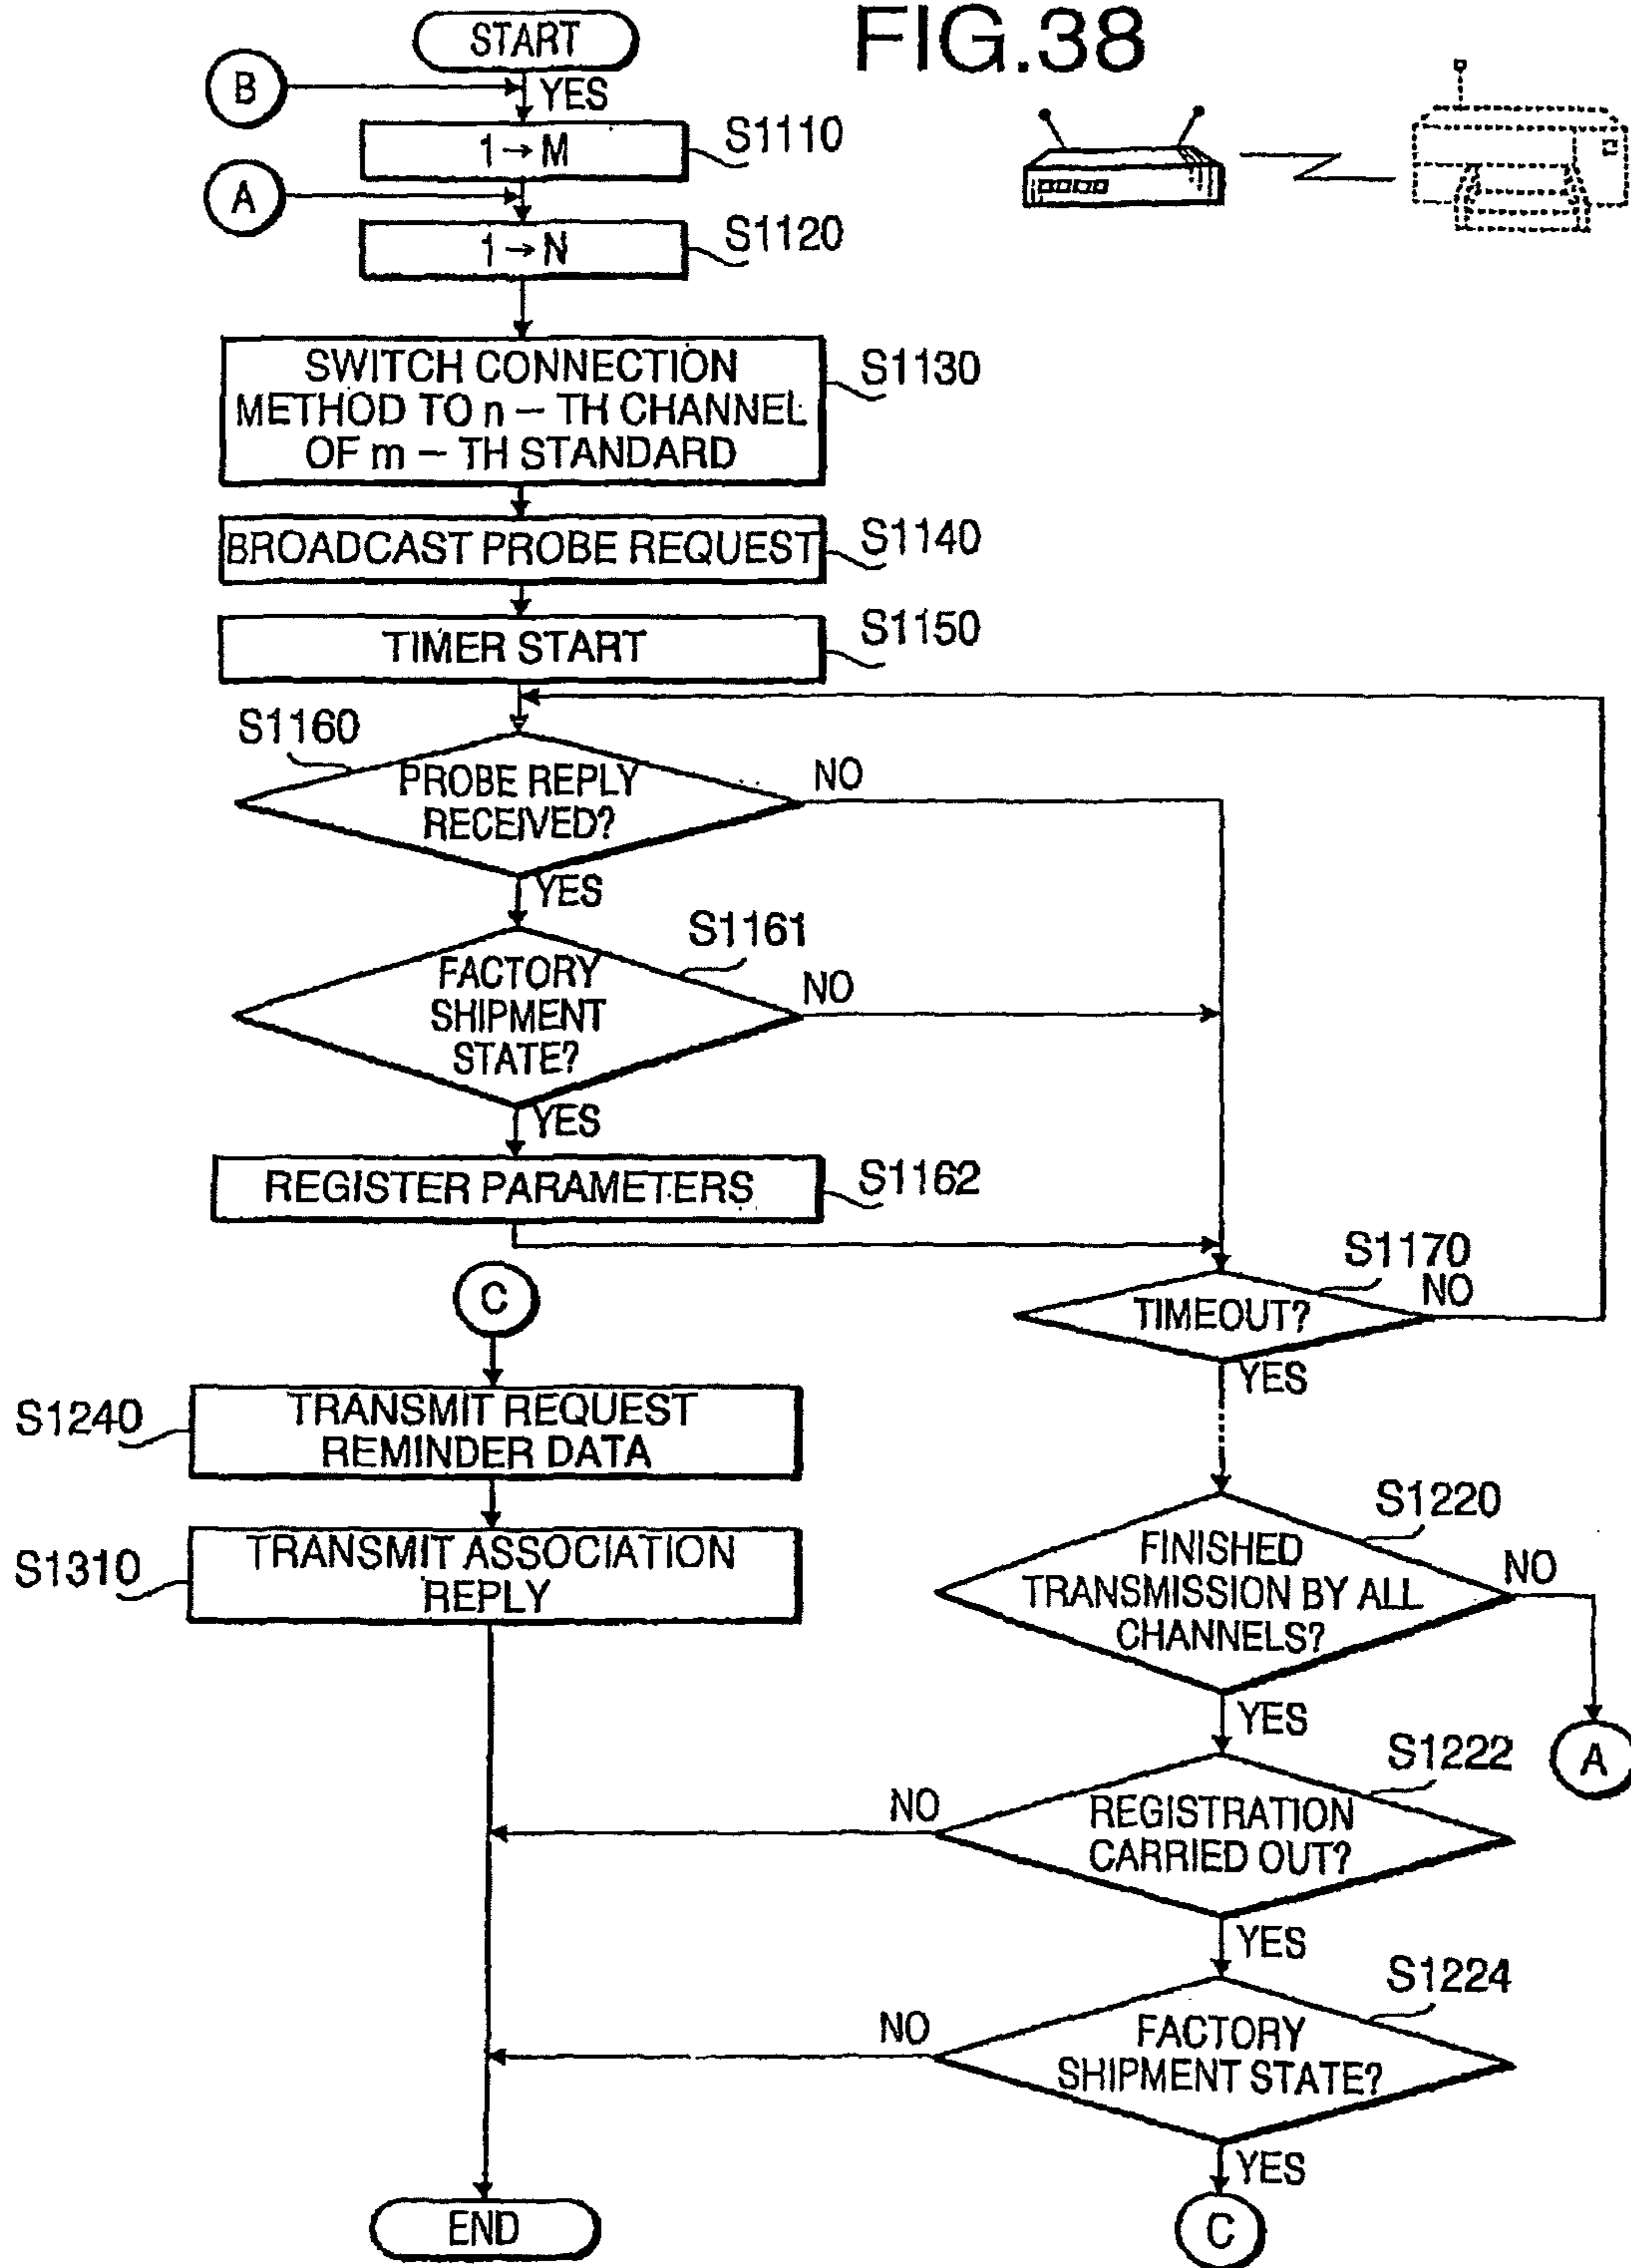 FIG.38
START
B
YES
1→M
S1110
A
1→N
S1120
SWITCH CONNECTION
METHOD TO n – TH CHANNEL
OF m – TH STANDARD
S1130
BROADCAST PROBE REQUEST
S1140
TIMER START
S1150
S1160
PROBE REPLY
RECEIVED?
NO
YES
S1161
FACTORY
SHIPMENT
STATE?
NO
YES
REGISTER PARAMETERS
S1162
C
S1170
TIMEOUT?
NO
YES
S1240
TRANSMIT REQUEST
REMINDER DATA
S1310
TRANSMIT ASSOCIATION
REPLY
S1220
FINISHED
TRANSMISSION BY ALL
CHANNELS?
NO
A
YES
S1222
REGISTRATION
CARRIED OUT?
NO
YES
S1224
FACTORY
SHIPMENT STATE?
NO
YES
END
C